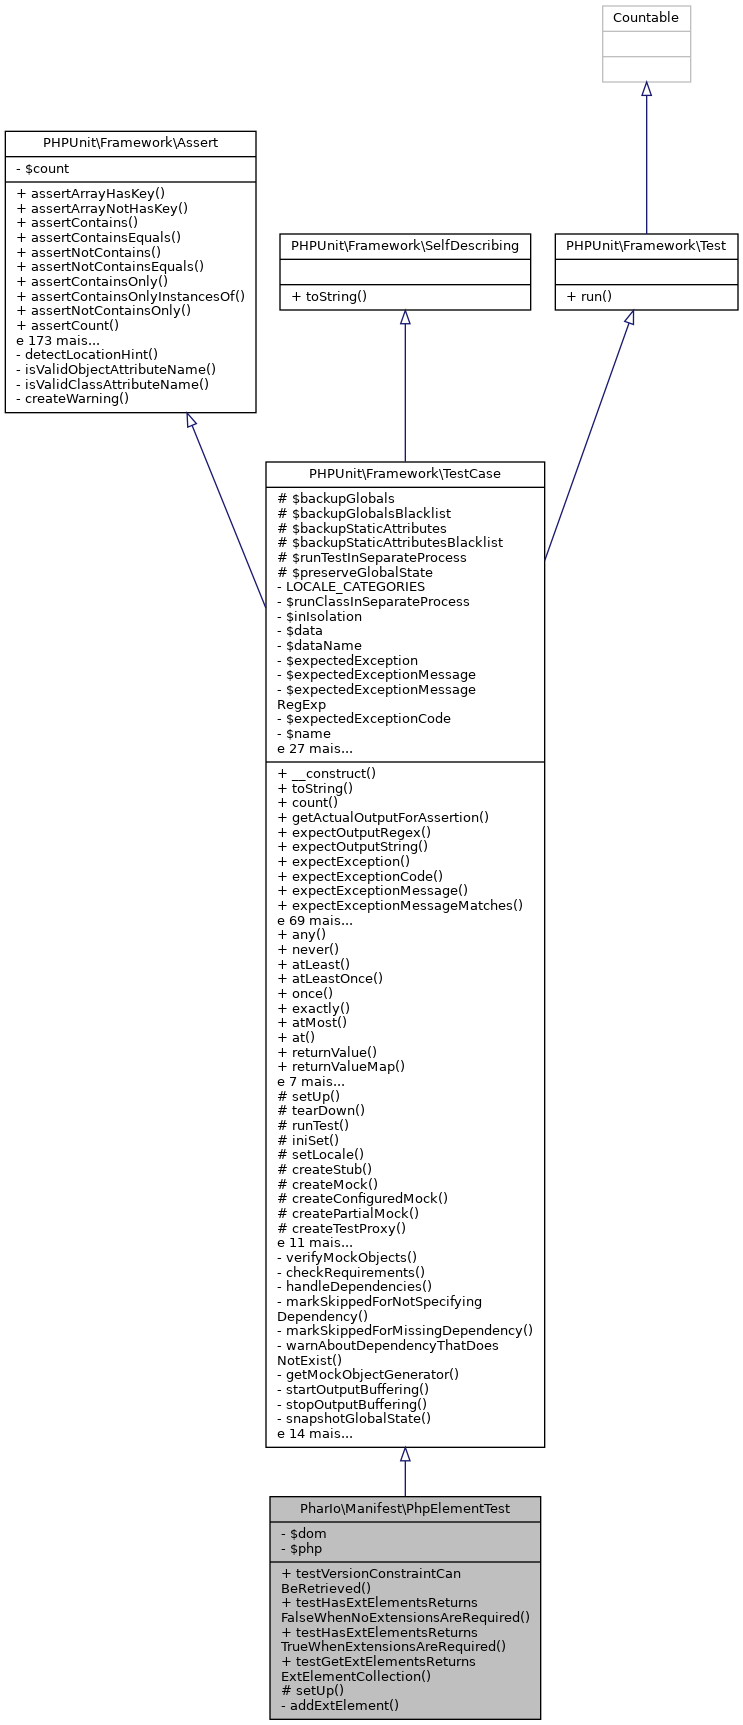 Countable
PHPUnit\Framework\Assert
- $count
+ assertArrayHasKey()
+ assertArrayNotHasKey()
+ assertContains()
+ assertContainsEquals()
+ assertNotContains()
+ assertNotContainsEquals()
+ assertContainsOnly()
+ assertContainsOnlyInstancesOf()
+ assertNotContainsOnly()
+ assertCount()
e 173 mais...
- detectLocationHint()
- isValidObjectAttributeName()
- isValidClassAttributeName()
- createWarning()
PHPUnit\Framework\SelfDescribing
+ toString()
PHPUnit\Framework\Test
+ run()
PHPUnit\Framework\TestCase
# $backupGlobals
# $backupGlobalsBlacklist
# $backupStaticAttributes
# $backupStaticAttributesBlacklist
# $runTestInSeparateProcess
# $preserveGlobalState
- LOCALE_CATEGORIES
- $runClassInSeparateProcess
- $inIsolation
- $data
- $dataName
- $expectedException
- $expectedExceptionMessage
- $expectedExceptionMessage
RegExp
- $expectedExceptionCode
- $name
e 27 mais...
+ __construct()
+ toString()
+ count()
+ getActualOutputForAssertion()
+ expectOutputRegex()
+ expectOutputString()
+ expectException()
+ expectExceptionCode()
+ expectExceptionMessage()
+ expectExceptionMessageMatches()
e 69 mais...
+ any()
+ never()
+ atLeast()
+ atLeastOnce()
+ once()
+ exactly()
+ atMost()
+ at()
+ returnValue()
+ returnValueMap()
e 7 mais...
# setUp()
# tearDown()
# runTest()
# iniSet()
# setLocale()
# createStub()
# createMock()
# createConfiguredMock()
# createPartialMock()
# createTestProxy()
e 11 mais...
- verifyMockObjects()
- checkRequirements()
- handleDependencies()
- markSkippedForNotSpecifying
Dependency()
- markSkippedForMissingDependency()
- warnAboutDependencyThatDoes
NotExist()
- getMockObjectGenerator()
- startOutputBuffering()
- stopOutputBuffering()
- snapshotGlobalState()
e 14 mais...
PharIo\Manifest\PhpElementTest
- $dom
- $php
+ testVersionConstraintCan
BeRetrieved()
+ testHasExtElementsReturns
FalseWhenNoExtensionsAreRequired()
+ testHasExtElementsReturns
TrueWhenExtensionsAreRequired()
+ testGetExtElementsReturns
ExtElementCollection()
# setUp()
- addExtElement()